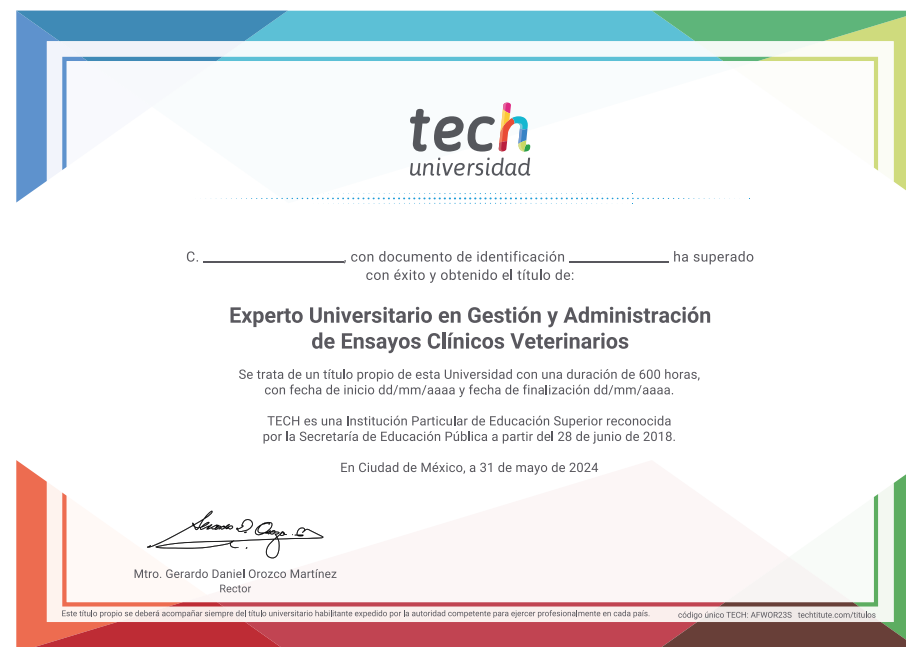 tech
universidad
C. ____________________, con documento de identificación ______________ ha superado
con éxito y obtenido el título de:
Experto Universitario en Gestión y Administración
de Ensayos Clínicos Veterinarios
Se trata de un título propio de esta Universidad con una duración de 600 horas,
con fecha de inicio dd/mm/aaaa y fecha de finalización dd/mm/aaaa.
TECH es una Institución Particular de Educación Superior reconocida
por la Secretaría de Educación Pública a partir del 28 de junio de 2018.
En Ciudad de México, a 31 de mayo de 2024
Mtro. Gerardo Daniel Orozco Martínez
Rector
Este título propio se deberá acompañar siempre del título universitario habilitante expedido por la autoridad competente para ejercer profesionalmente en cada país. código único TECH: AFWOR23S techtitute.com/titulos